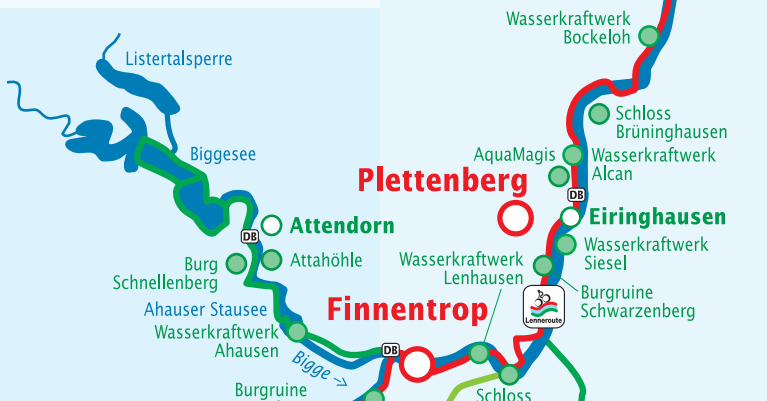 Wasserkraftwerk
Bockeloh
Listertalsperre
Schloss
Brüninghausen
Biggesee
AquaMagis
Wasserkraftwerk
Alcan
Plettenberg
DB
Eiringhausen
Attendorn
DB
Wasserkraftwerk
Siesel
Attahöhle
Wasserkraftwerk
Lenhausen
Burg
Schnellenberg
Burgruine
Schwarzenberg
Ahauser Stausee
Finnentrop
Lenneroute
Wasserkraftwerk
Ahausen
DB
Bigge ->
Burgruine
Schloss